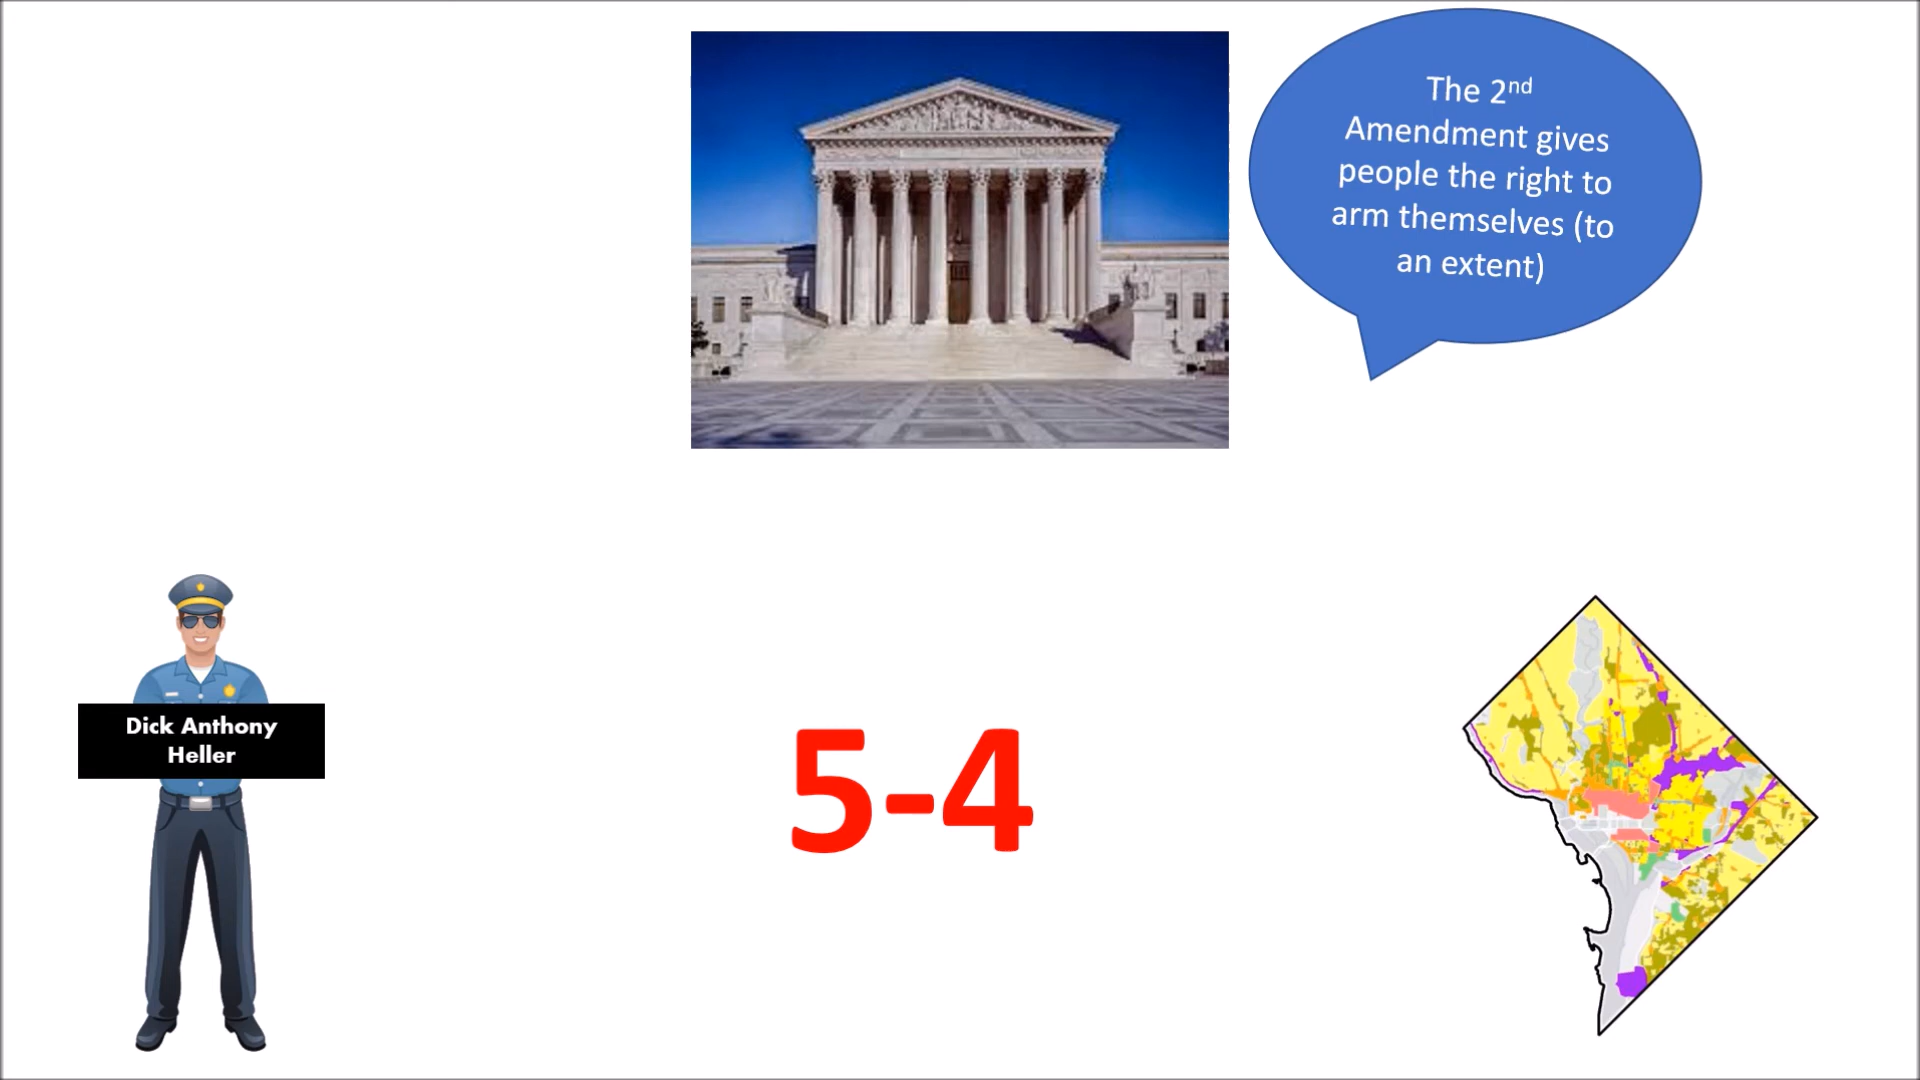 The 2nd
Amendment gives
people the right to
arm themselves (to
an extent)
Dick Anthony
Heller
5-4